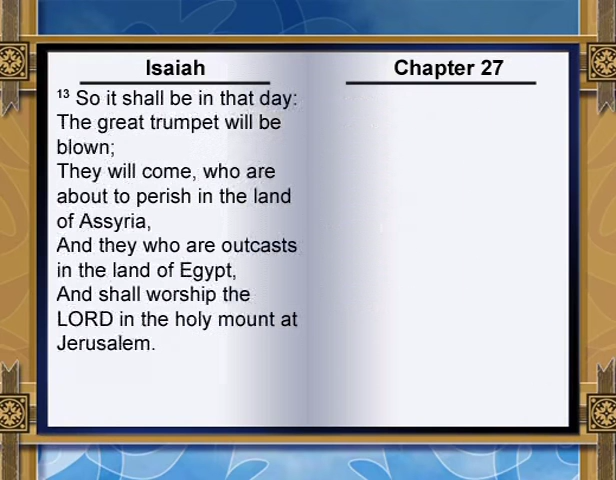 Isaiah
Chapter 27
13 So it shall be in that day:
The great trumpet will be
blown;
They will come, who are
about to perish in the land
of Assyria,
And they who are outcasts
in the land of Egypt,
And shall worship the
LORD in the holy mount at
Jerusalem.